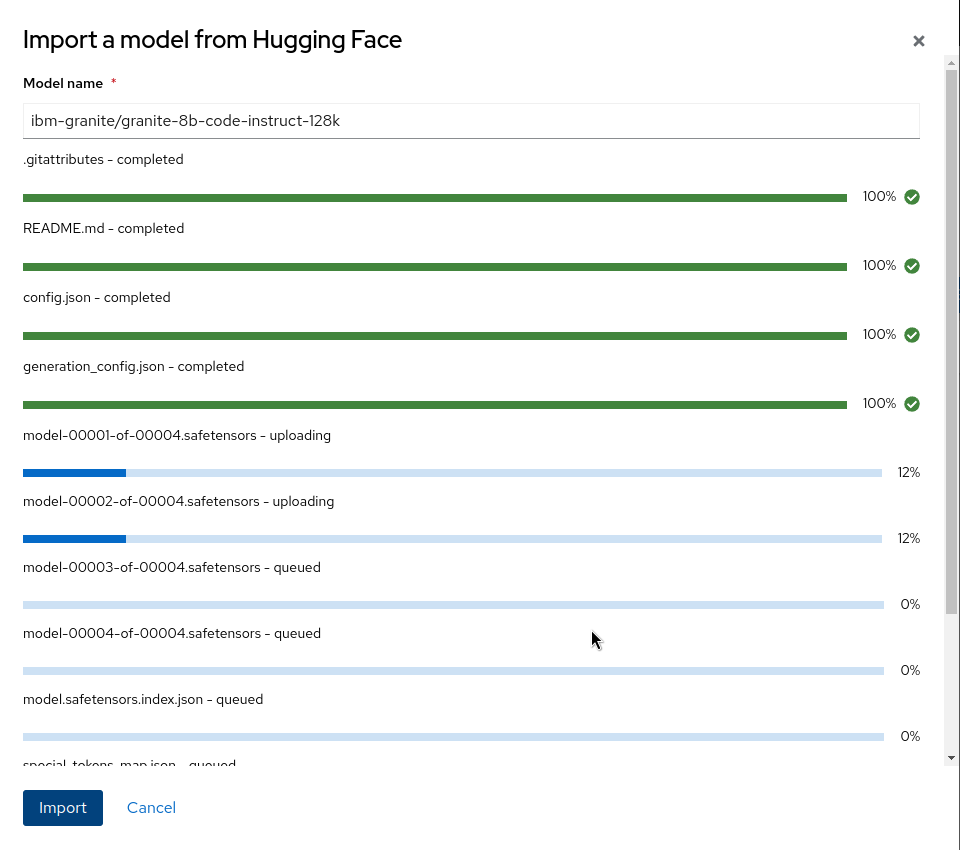 Import a model from Hugging Face
Model name *
ibm-granite/granite-8b-code-instruct-128k
.gitattributes - completed
100%
README.md - completed
100%
config.json - completed
100%
generation_config.json - completed
100%
model-00001-of-00004.safetensors - uploading
12%
model-00002-of-00004.safetensors - uploading
12%
model-00003-of-00004.safetensors - queued
0%
model-00004-of-00004.safetensors - queued
0%
model.safetensors.index.json - queued
0%
special_tokens_map.json - queued
Import Cancel